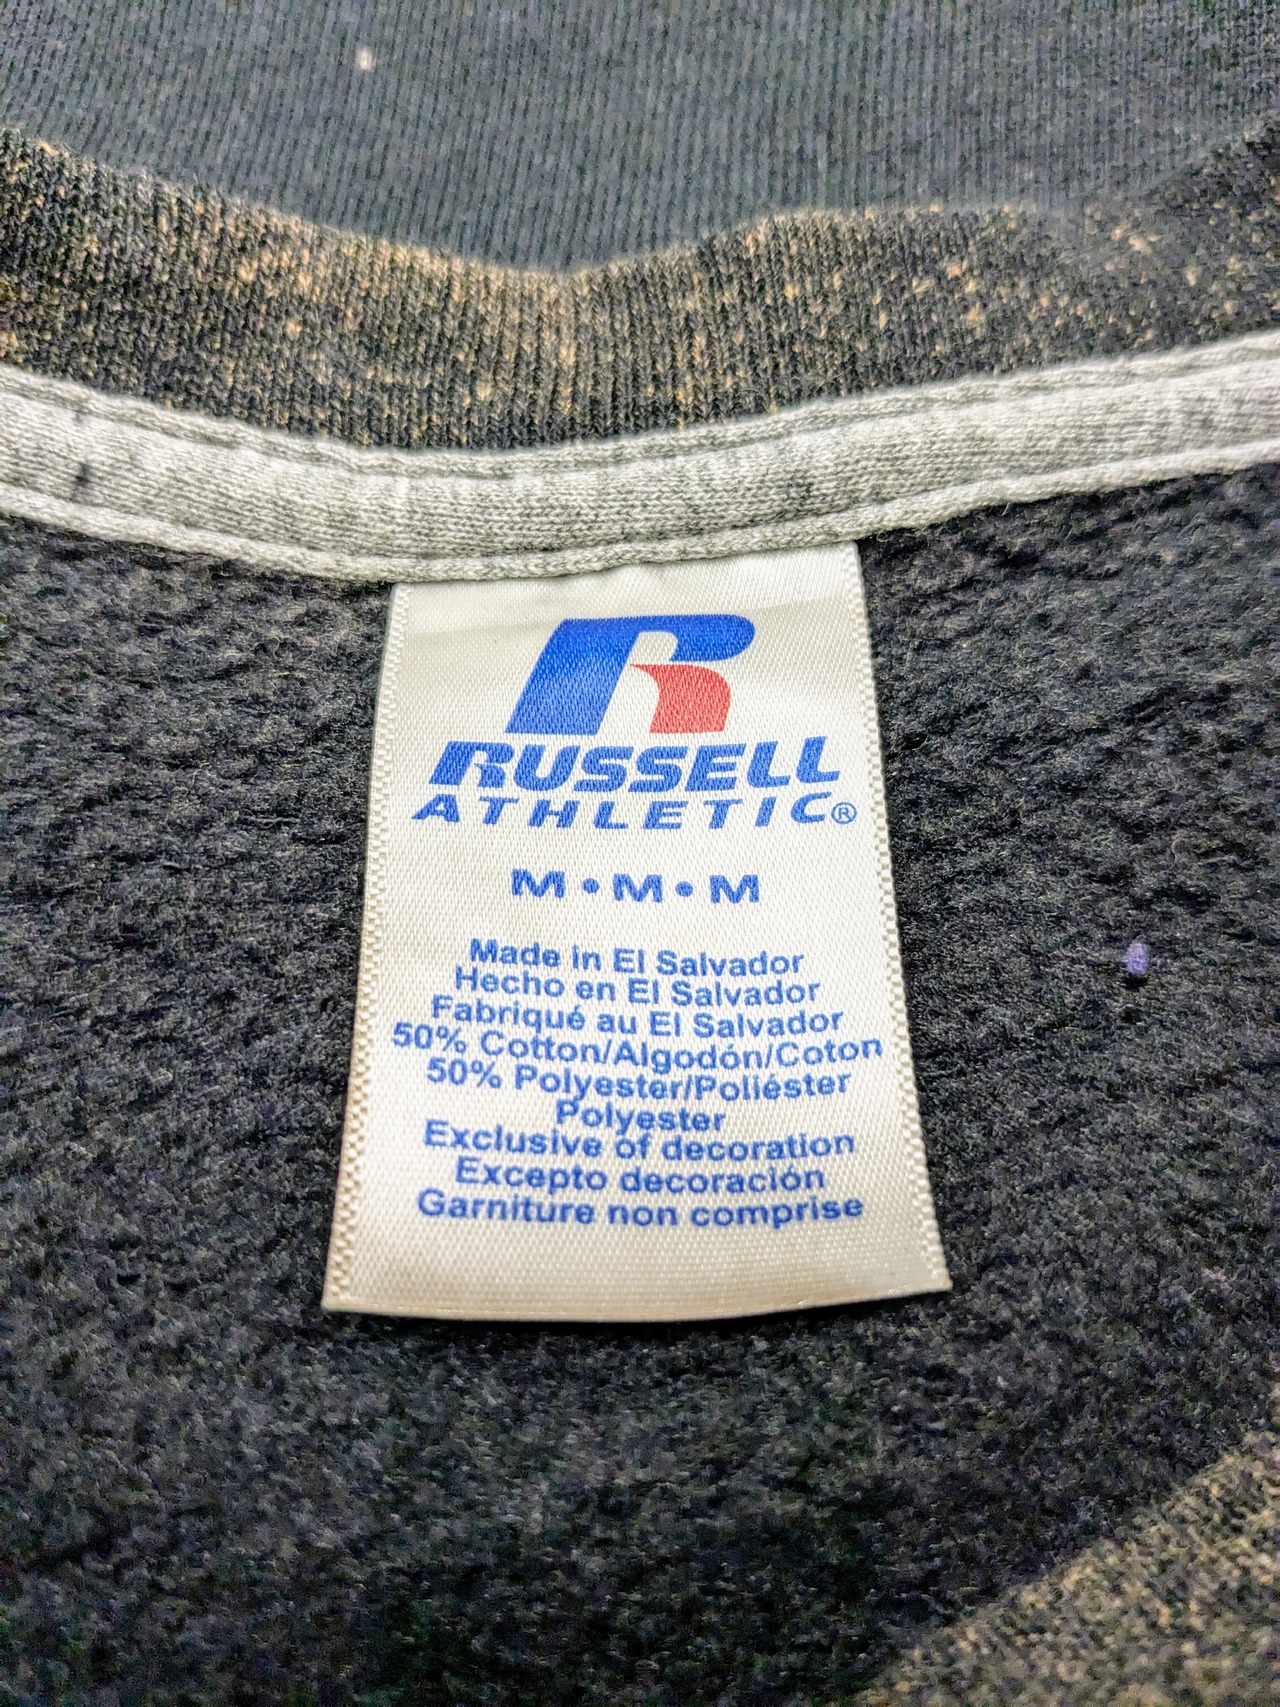 R
RUSSELL
ATHLETIC®
M•M•M
Made in El Salvador
Hecho en El Salvador
Fabriqué au El Salvador
50% Cotton/Algodón/Coton
50% Polyester/Poliéster
Polyester
Exclusive of decoration
Excepto decoración
Garniture non comprise